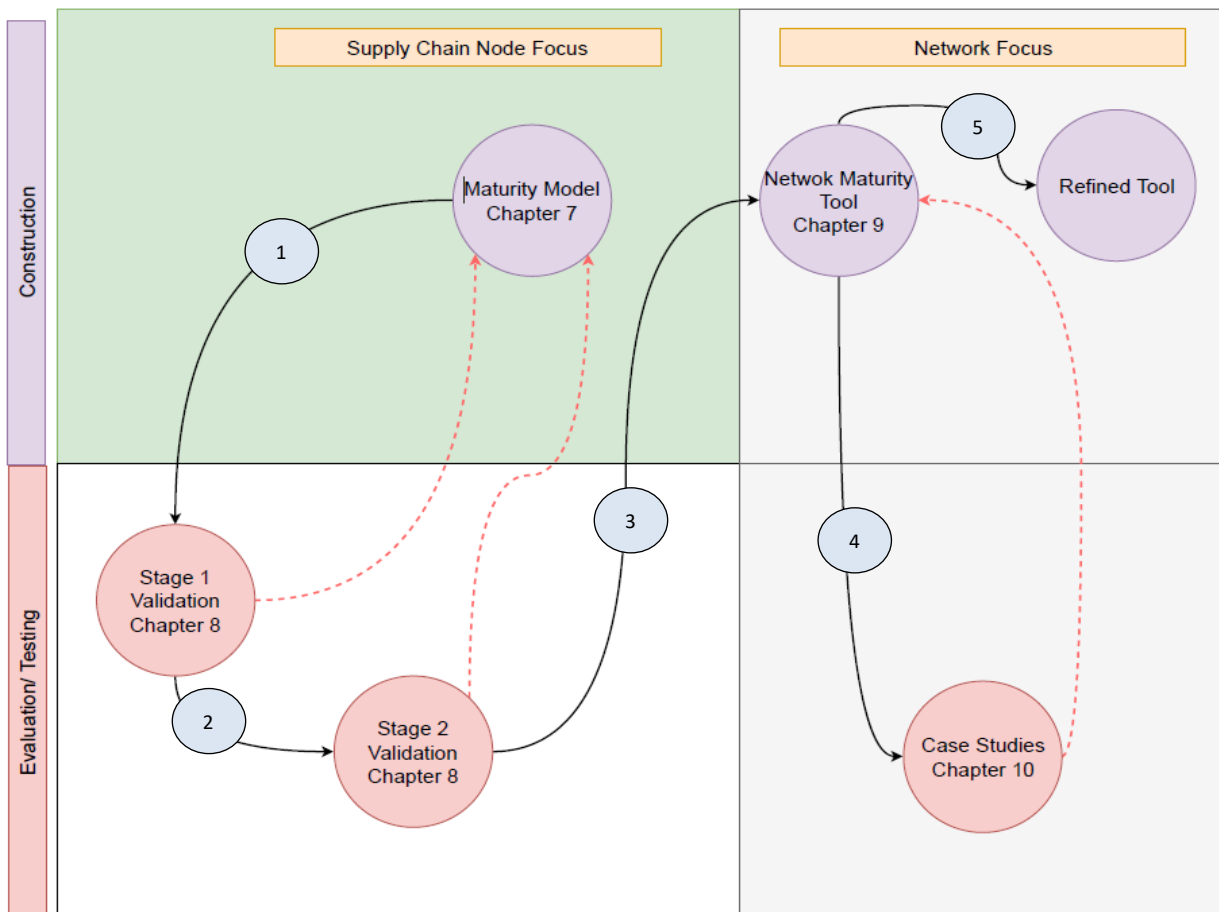 Supply Chain Node Focus
Network Focus
Construction
Maturity Model
Chapter 7
1
Netwok Maturity
Tool
Chapter 9
5
Refined Tool
Evaluation/ Testing
Stage 1
Validation
Chapter 8
2
Stage 2
Validation
Chapter 8
3
4
Case Studies
Chapter 10